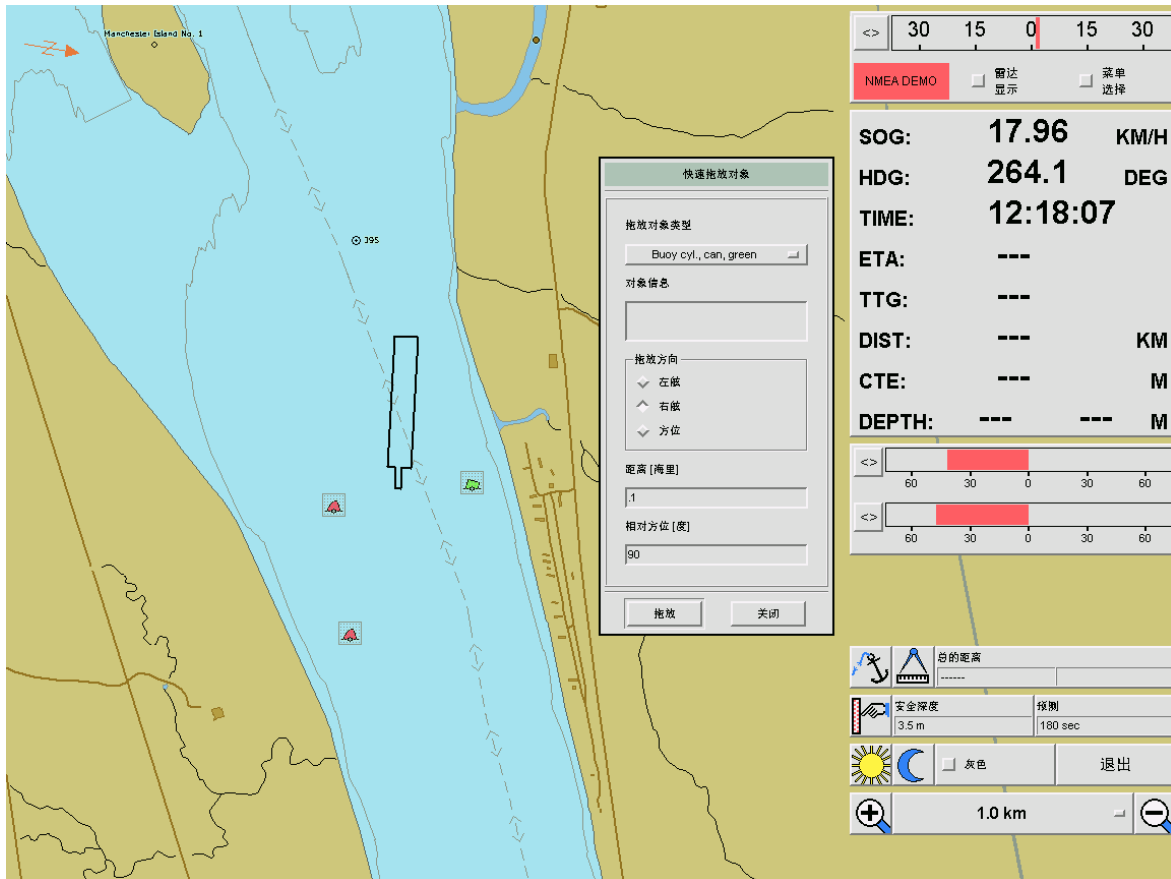 Manchester Island No. 1
395
快速拖放对象
拖放对象类型
Buoy cyl., can, green
对象信息
拖放方向
左舷
右舷
方位
距离 [海里]
.1
相对方位 [度]
90
拖放
关闭
<> 30 15 0 15 30
NMEA DEMO
雷达
显示
菜单
选择
SOG: 17.96 KM/H
HDG: 264.1 DEG
TIME: 12:18:07
ETA: ---
TTG: ---
DIST: --- KM
CTE: --- M
DEPTH: --- --- M
<>
60 30 0 30 60
<>
60 30 0 30 60
总的距离
------
安全深度
3.5 m
预测
180 sec
灰色
退出
1.0 km